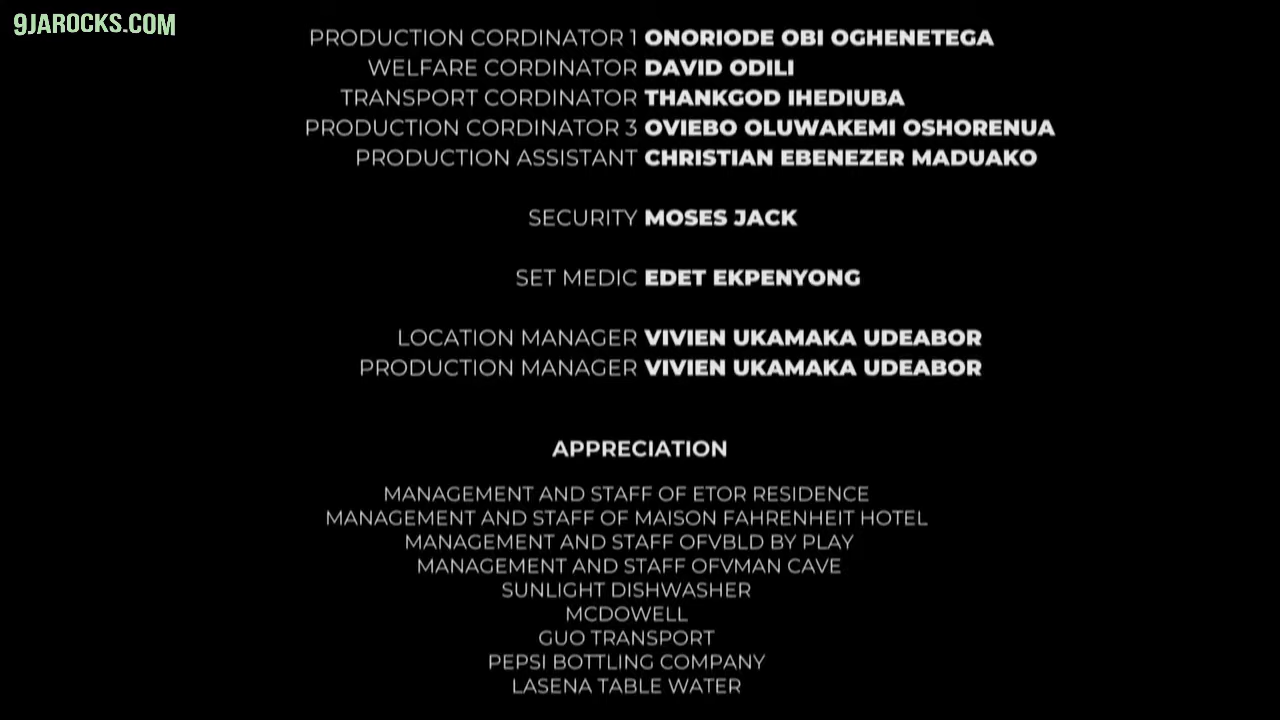 9JAROCKS.COM
PRODUCTION CORDINATOR 1 ONORIODE OBI OGHENETEGA
WELFARE CORDINATOR DAVID ODILI
TRANSPORT CORDINATOR THANKGOD IHEDIUBA
PRODUCTION CORDINATOR 3 OVIEBO OLUWAKEMI OSHORENUA
PRODUCTION ASSISTANT CHRISTIAN EBENEZER MADUAKO
SECURITY MOSES JACK
SET MEDIC EDET EKPENYONG
LOCATION MANAGER VIVIEN UKAMAKA UDEABOR
PRODUCTION MANAGER VIVIEN UKAMAKA UDEABOR
APPRECIATION
MANAGEMENT AND STAFF OF ETOR RESIDENCE
MANAGEMENT AND STAFF OF MAISON FAHRENHEIT HOTEL
MANAGEMENT AND STAFF OFVBLD BY PLAY
MANAGEMENT AND STAFF OFVMAN CAVE
SUNLIGHT DISHWASHER
MCDOWELL
GUO TRANSPORT
PEPSI BOTTLING COMPANY
LASENA TABLE WATER